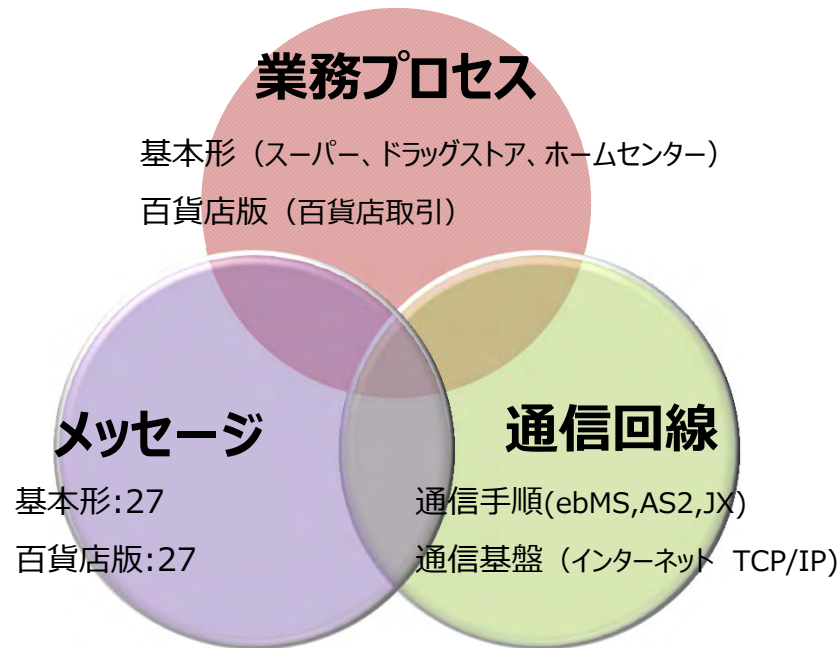 業務プロセス
基本形（スーパー、ドラッグストア、ホームセンター）
百貨店版（百貨店取引）
メッセージ
基本形:27
百貨店版:27
通信回線
通信手順(ebMS,AS2,JX)
通信基盤（インターネット TCP/IP)